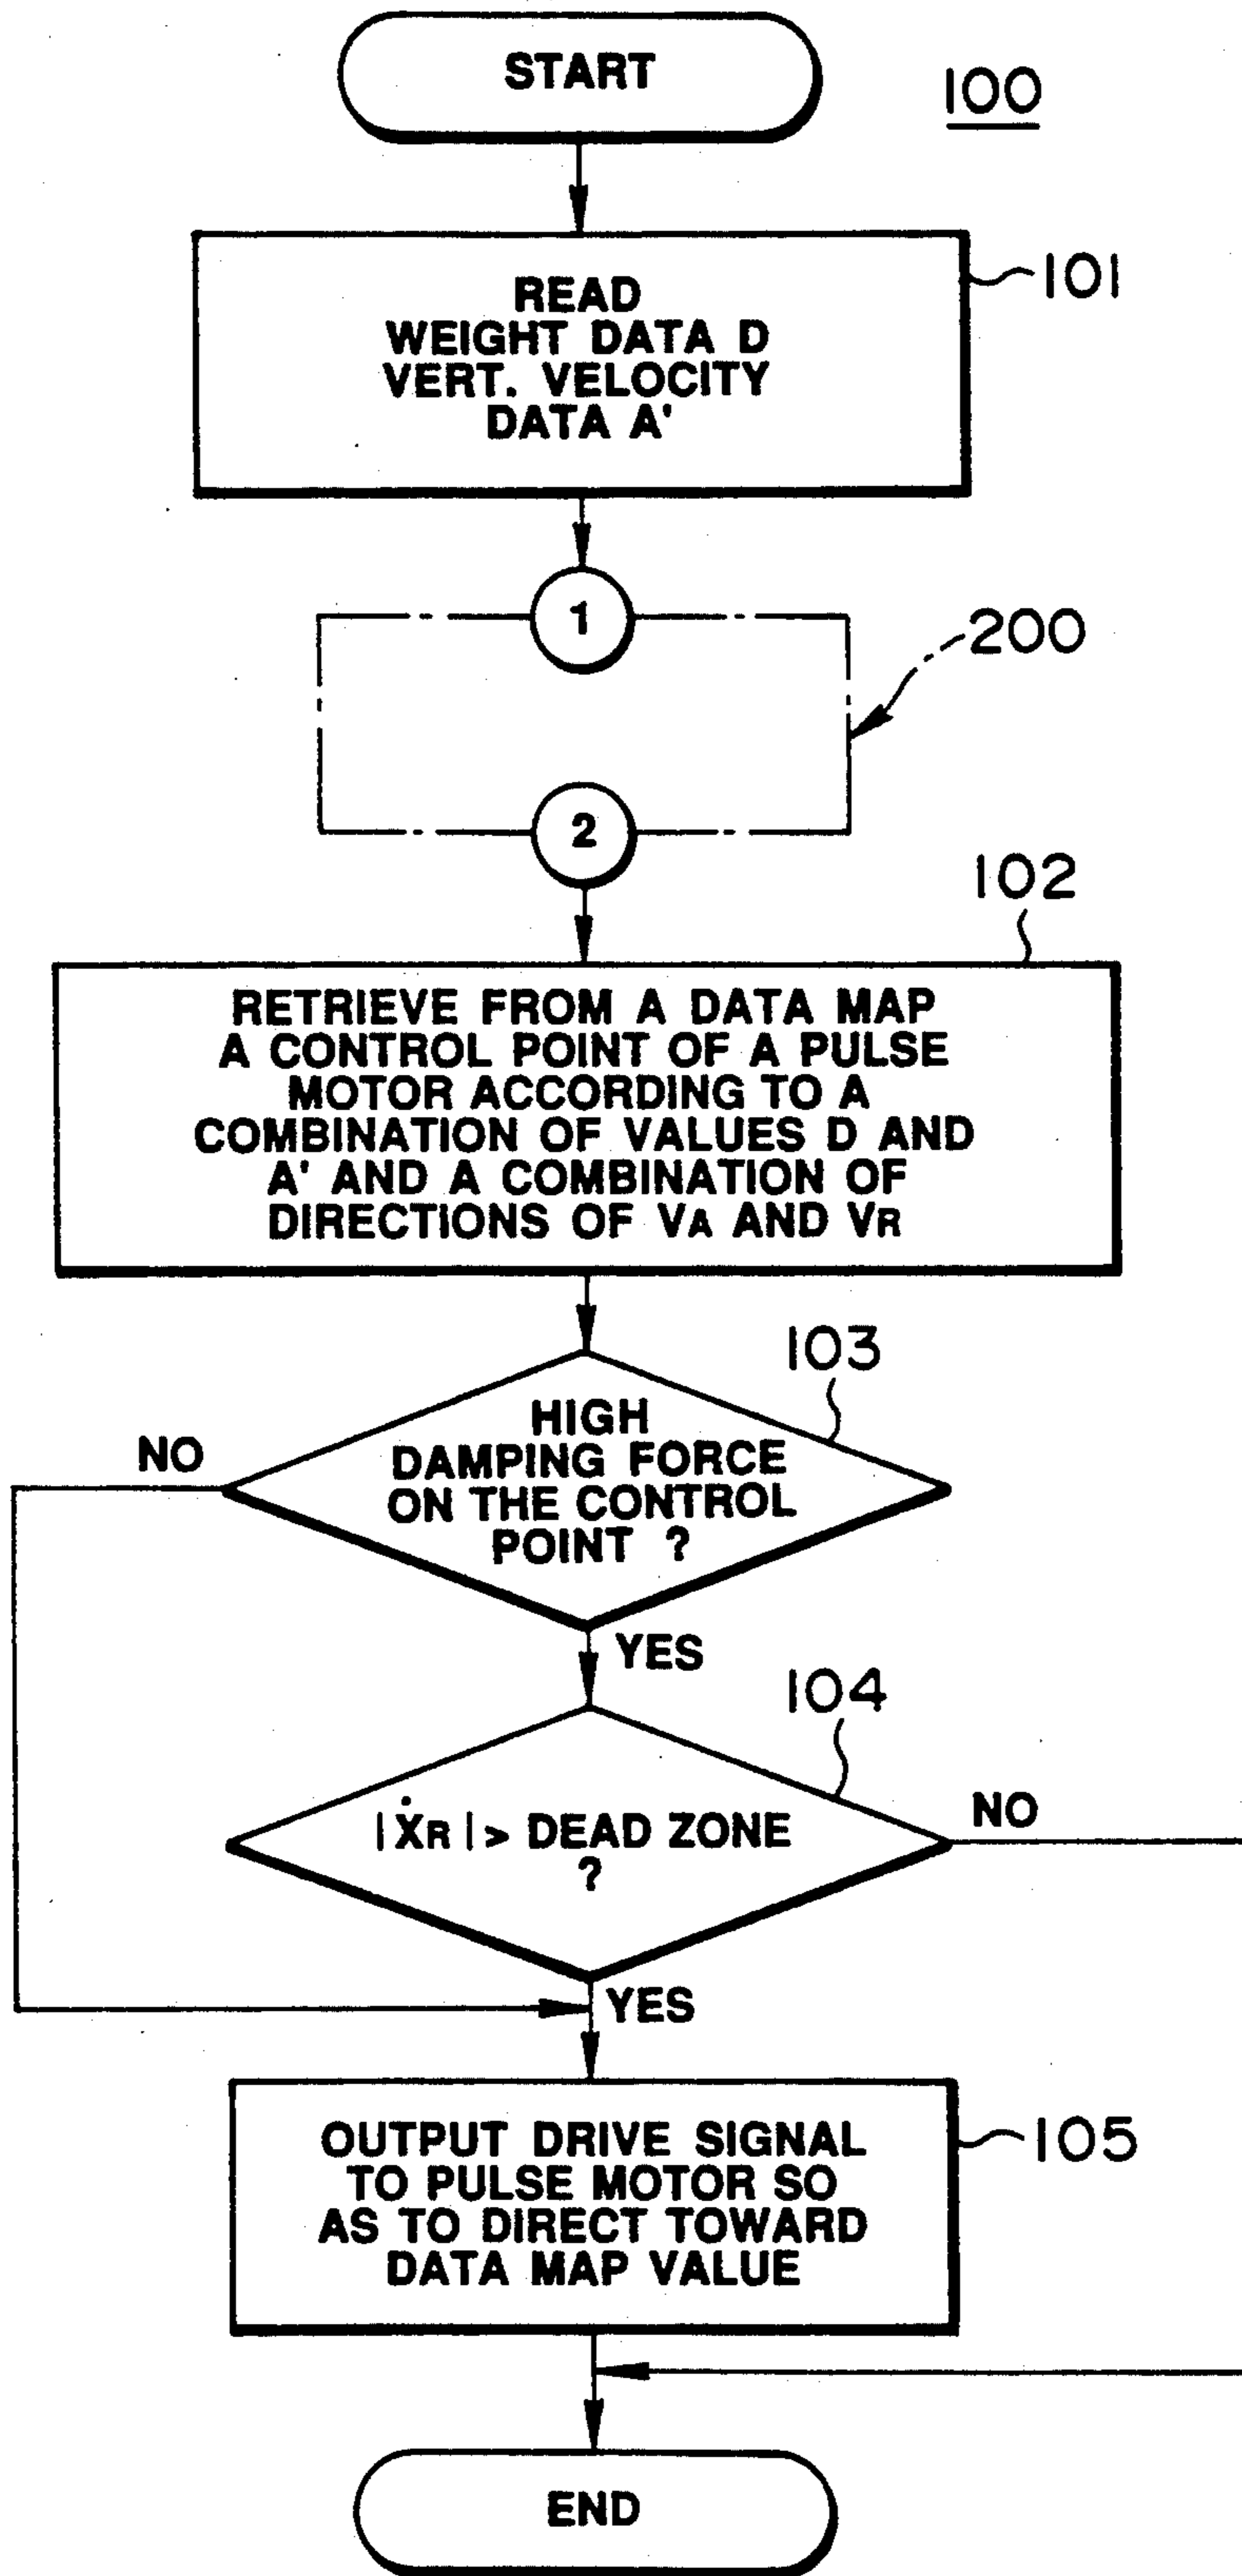 START
100
READ
WEIGHT DATA D
VERT. VELOCITY
DATA A'
101
1
200
2
102
RETRIEVE FROM A DATA MAP
A CONTROL POINT OF A PULSE
MOTOR ACCORDING TO A
COMBINATION OF VALUES D AND
A' AND A COMBINATION OF
DIRECTIONS OF VA AND VR
103
HIGH
DAMPING FORCE
ON THE CONTROL
POINT ?
NO
YES
104
|ẊR| > DEAD ZONE
?
NO
YES
OUTPUT DRIVE SIGNAL
TO PULSE MOTOR SO
AS TO DIRECT TOWARD
DATA MAP VALUE
105
END